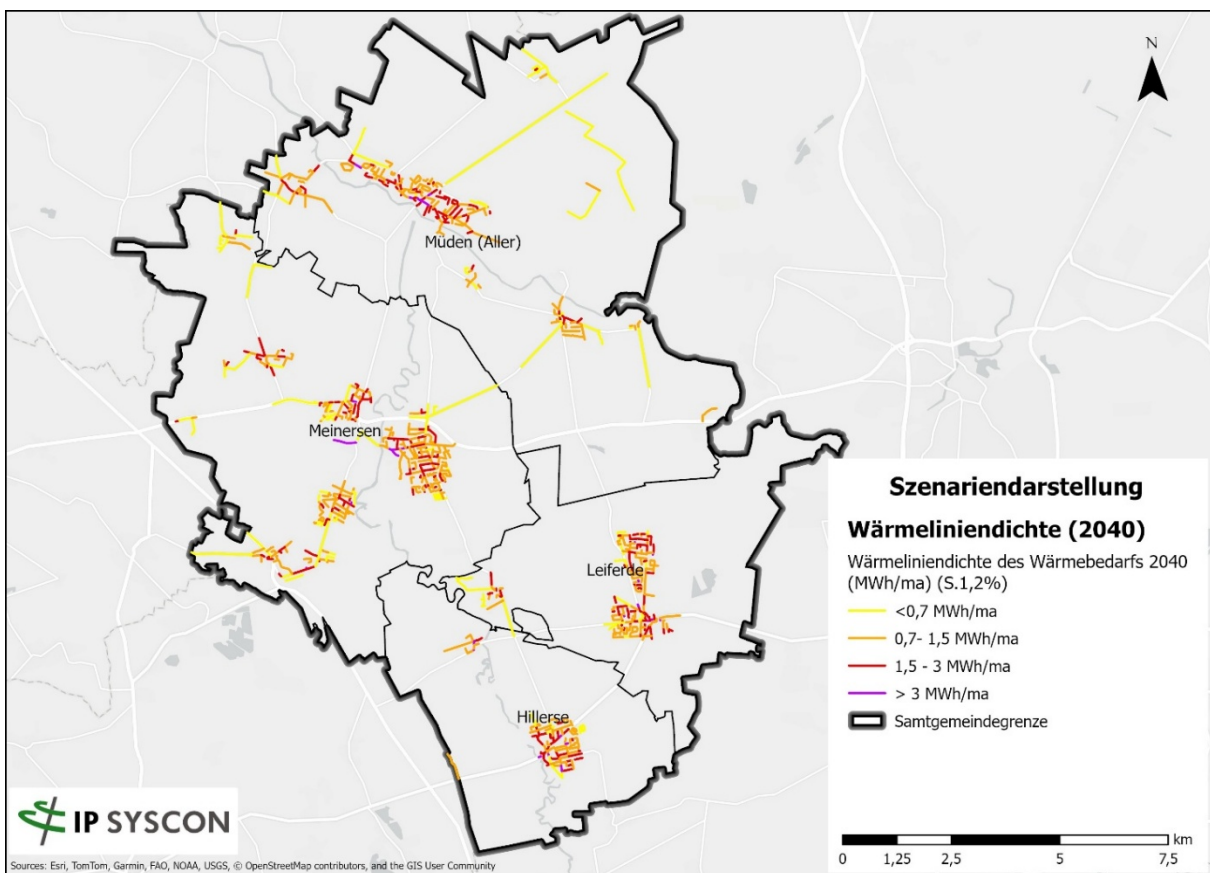 N
Müden (Aller)
Meinersen
Leiferde
Hillerse
Szenariendarstellung
Wärmeliniendichte (2040)
Wärmeliniendichte des Wärmebedarfs 2040
(MWh/ma) (S.1,2%)
<0,7 MWh/ma
0,7- 1,5 MWh/ma
1,5 - 3 MWh/ma
> 3 MWh/ma
Samtgemeindegrenze
IP SYSCON
km
0 1,25 2,5 5 7,5
Sources: Esri, TomTom, Garmin, FAO, NOAA, USGS, © OpenStreetMap contributors, and the GIS User Community